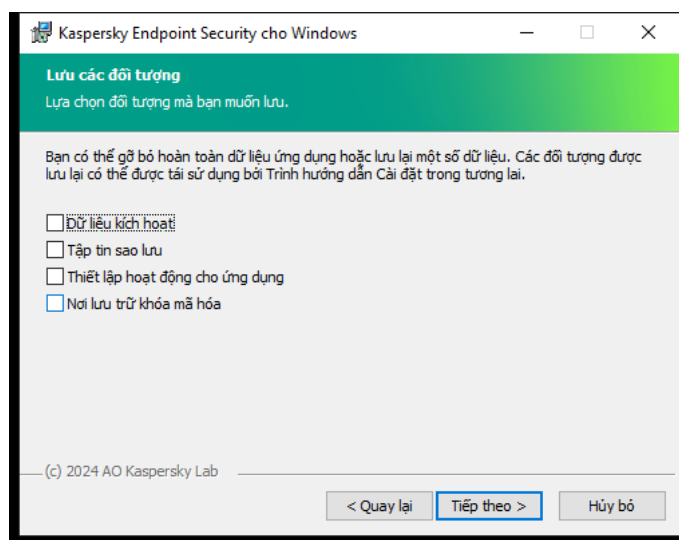 Kaspersky Endpoint Security cho Windows
Lưu các đối tượng
Lựa chọn đối tượng mà bạn muốn lưu.
Bạn có thể gỡ bỏ hoàn toàn dữ liệu ứng dụng hoặc lưu lại một số dữ liệu. Các đối tượng được
lưu lại có thể được tái sử dụng bởi Trình hướng dẫn Cài đặt trong tương lai.
Dữ liệu kích hoạt
Tập tin sao lưu
Thiết lập hoạt động cho ứng dụng
Nơi lưu trữ khóa mã hóa
(c) 2024 AO Kaspersky Lab
< Quay lại Tiếp theo > Hủy bỏ